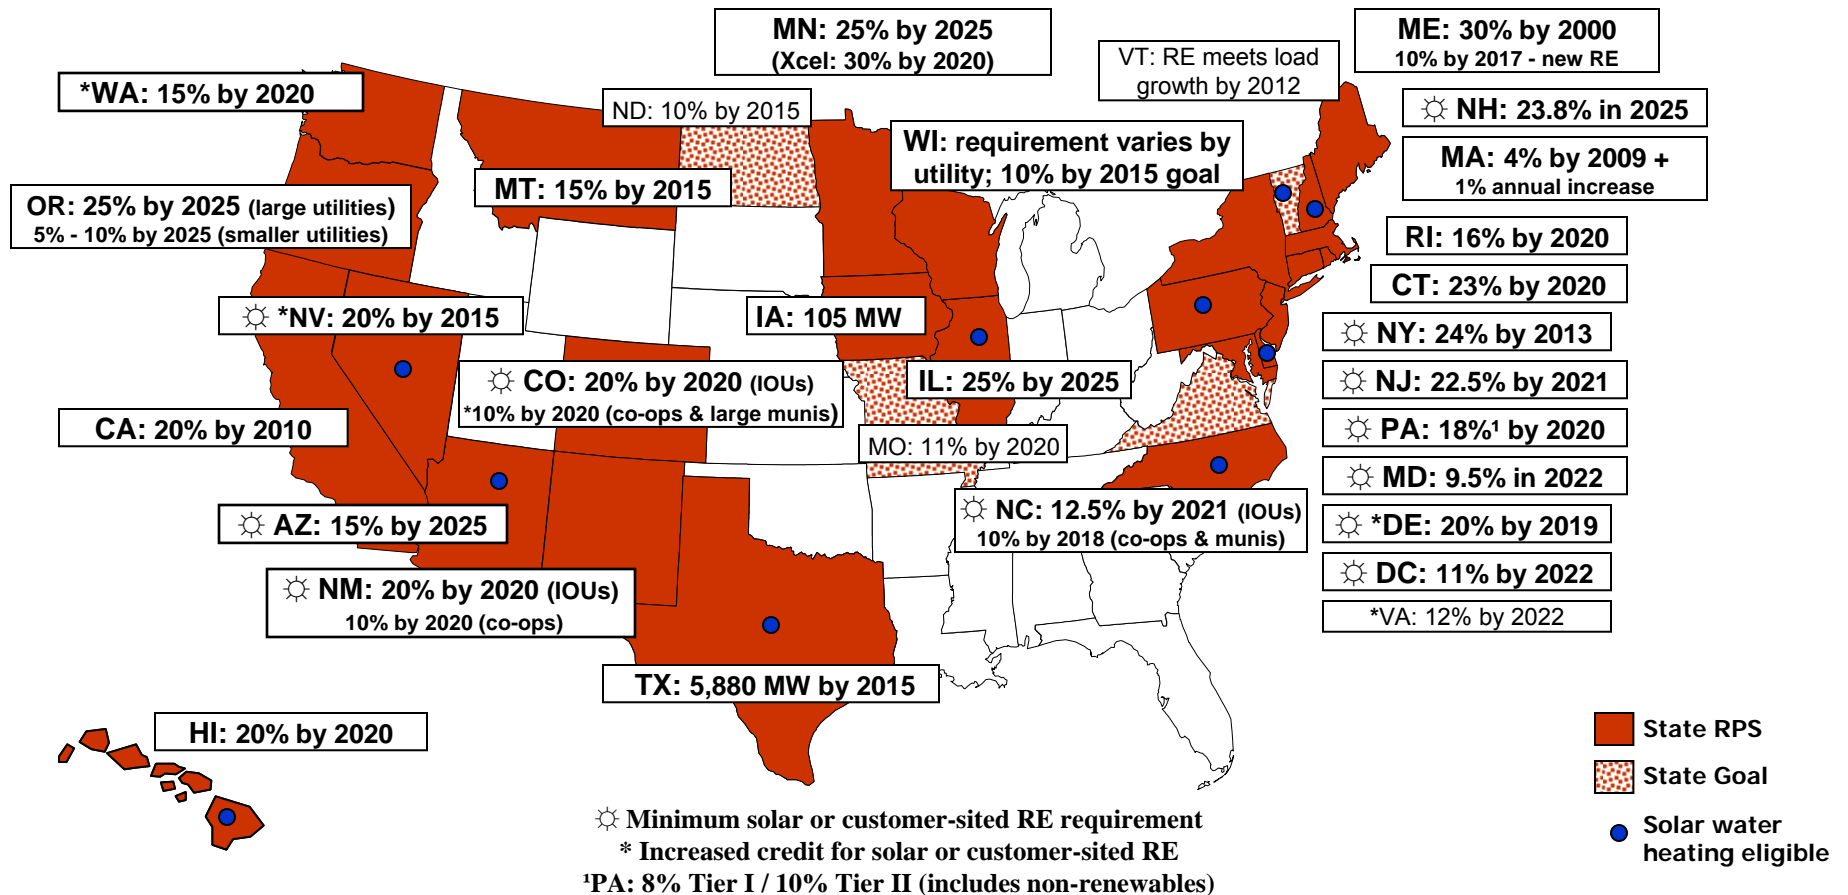 MN: 25% by 2025
(Xcel: 30% by 2020)
VT: RE meets load
growth by 2012
ME: 30% by 2000
10% by 2017 - new RE
*WA: 15% by 2020
ND: 10% by 2015
☼ NH: 23.8% in 2025
WI: requirement varies by
utility; 10% by 2015 goal
MA: 4% by 2009 +
1% annual increase
MT: 15% by 2015
OR: 25% by 2025 (large utilities)
5% - 10% by 2025 (smaller utilities)
RI: 16% by 2020
CT: 23% by 2020
☼ *NV: 20% by 2015
IA: 105 MW
☼ NY: 24% by 2013
☼ CO: 20% by 2020 (IOUs)
*10% by 2020 (co-ops & large munis)
IL: 25% by 2025
☼ NJ: 22.5% by 2021
CA: 20% by 2010
MO: 11% by 2020
☼ PA: 18%¹ by 2020
☼ MD: 9.5% in 2022
☼ AZ: 15% by 2025
☼ NC: 12.5% by 2021 (IOUs)
10% by 2018 (co-ops & munis)
☼ *DE: 20% by 2019
☼ DC: 11% by 2022
☼ NM: 20% by 2020 (IOUs)
10% by 2020 (co-ops)
*VA: 12% by 2022
TX: 5,880 MW by 2015
HI: 20% by 2020
State RPS
State Goal
Solar water
heating eligible
☼ Minimum solar or customer-sited RE requirement
* Increased credit for solar or customer-sited RE
¹PA: 8% Tier I / 10% Tier II (includes non-renewables)